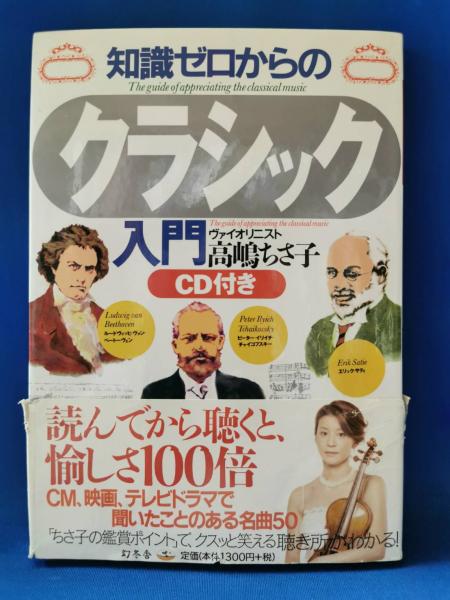 知識ゼロからの
The guide of appreciating the classical music
クラシック
The guide of appreciating the classical music
入門
ヴァイオリニスト
高嶋ちさ子
CD付き
Ludwig van
Beethoven
ルードヴィッヒ・ヴァン・
ベートーヴェン
Peter Ilyich
Tchaikovsky
ピーター・イリイチ・
チャイコフスキー
Erik Satie
エリック・サティ
読んでから聴くと、
愉しさ100倍
CM、映画、テレビドラマで
聞いたことのある名曲50
「ちさ子の鑑賞ポイント」で、クスッと笑える聴き所がわかる!
幻冬舎
定価(本体1300円+税)